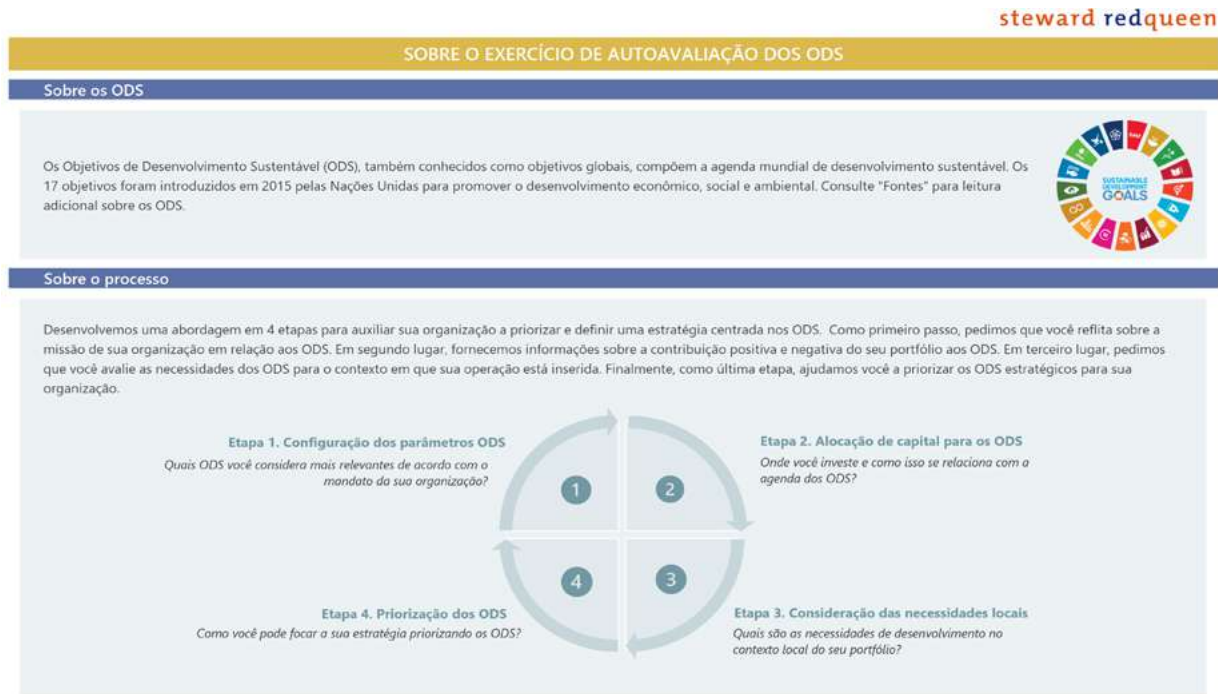 steward redqueen
SOBRE O EXERCÍCIO DE AUTOAVALIAÇÃO DOS ODS
Sobre os ODS
Os Objetivos de Desenvolvimento Sustentável (ODS), também conhecidos como objetivos globais, compõem a agenda mundial de desenvolvimento sustentável. Os
17 objetivos foram introduzidos em 2015 pelas Nações Unidas para promover o desenvolvimento econômico, social e ambiental. Consulte "Fontes" para leitura
adicional sobre os ODS.
SUSTAINABLE
DEVELOPMENT
GOALS
Sobre o processo
Desenvolvemos uma abordagem em 4 etapas para auxiliar sua organização a priorizar e definir uma estratégia centrada nos ODS. Como primeiro passo, pedimos que você reflita sobre a
missão de sua organização em relação aos ODS. Em segundo lugar, fornecemos informações sobre a contribuição positiva e negativa do seu portfólio aos ODS. Em terceiro lugar, pedimos
que você avalie as necessidades dos ODS para o contexto em que sua operação está inserida. Finalmente, como última etapa, ajudamos você a priorizar os ODS estratégicos para sua
organização.
Etapa 1. Configuração dos parâmetros ODS
Quais ODS você considera mais relevantes de acordo com o
mandato da sua organização?
1
2
Etapa 2. Alocação de capital para os ODS
Onde você investe e como isso se relaciona com a
agenda dos ODS?
4
3
Etapa 4. Priorização dos ODS
Como você pode focar a sua estratégia priorizando os ODS?
Etapa 3. Consideração das necessidades locais
Quais são as necessidades de desenvolvimento no
contexto local do seu portfólio?